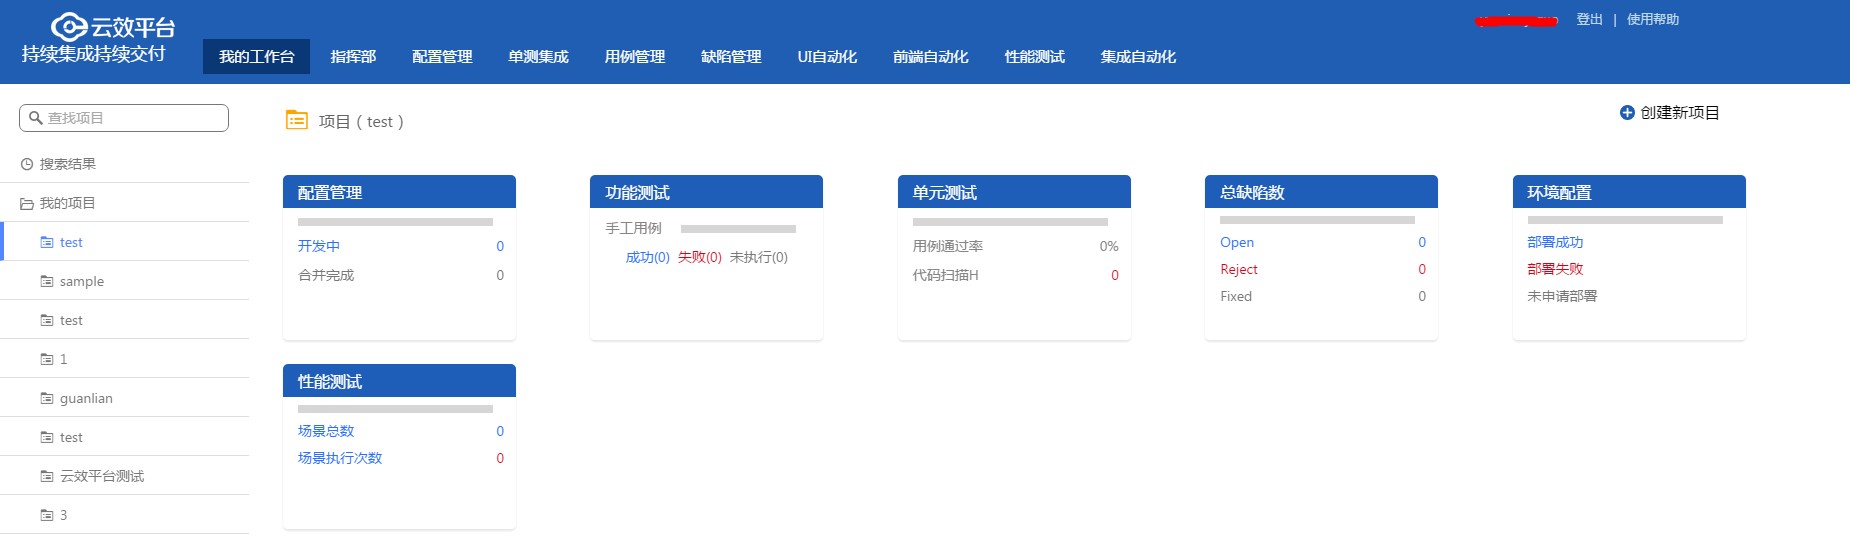 云效平台
持续集成持续交付
登出 | 使用帮助
我的工作台 指挥部 配置管理 单测集成 用例管理 缺陷管理 UI自动化 前端自动化 性能测试 集成自动化
查找项目
搜索结果
我的项目
test
sample
test
1
guanlian
test
云效平台测试
3
项目（test）
创建新项目
配置管理
开发中 0
合并完成 0
功能测试
手工用例
成功(0) 失败(0) 未执行(0)
单元测试
用例通过率 0%
代码扫描H 0
总缺陷数
Open 0
Reject 0
Fixed 0
环境配置
部署成功
部署失败
未申请部署
性能测试
场景总数 0
场景执行次数 0